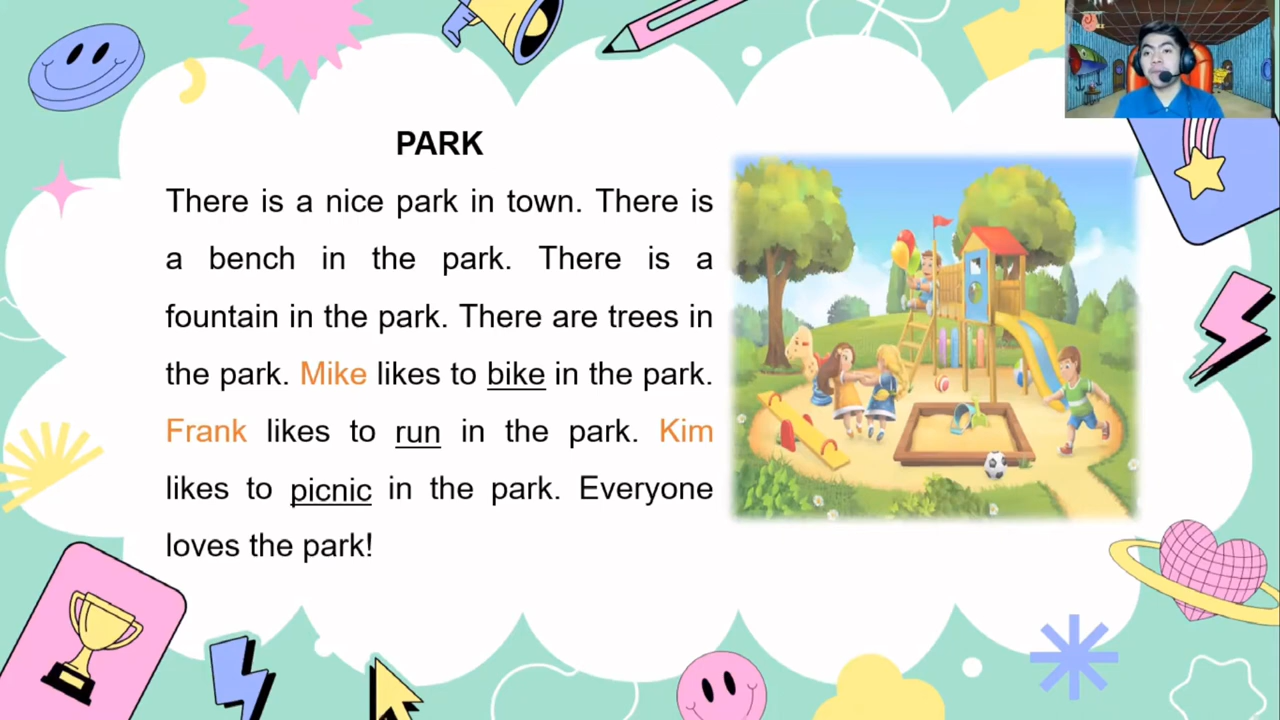 PARK
There is a nice park in town. There is
a bench in the park. There is a
fountain in the park. There are trees in
the park. Mike likes to bike in the park.
Frank likes to run in the park. Kim
likes to picnic in the park. Everyone
loves the park!